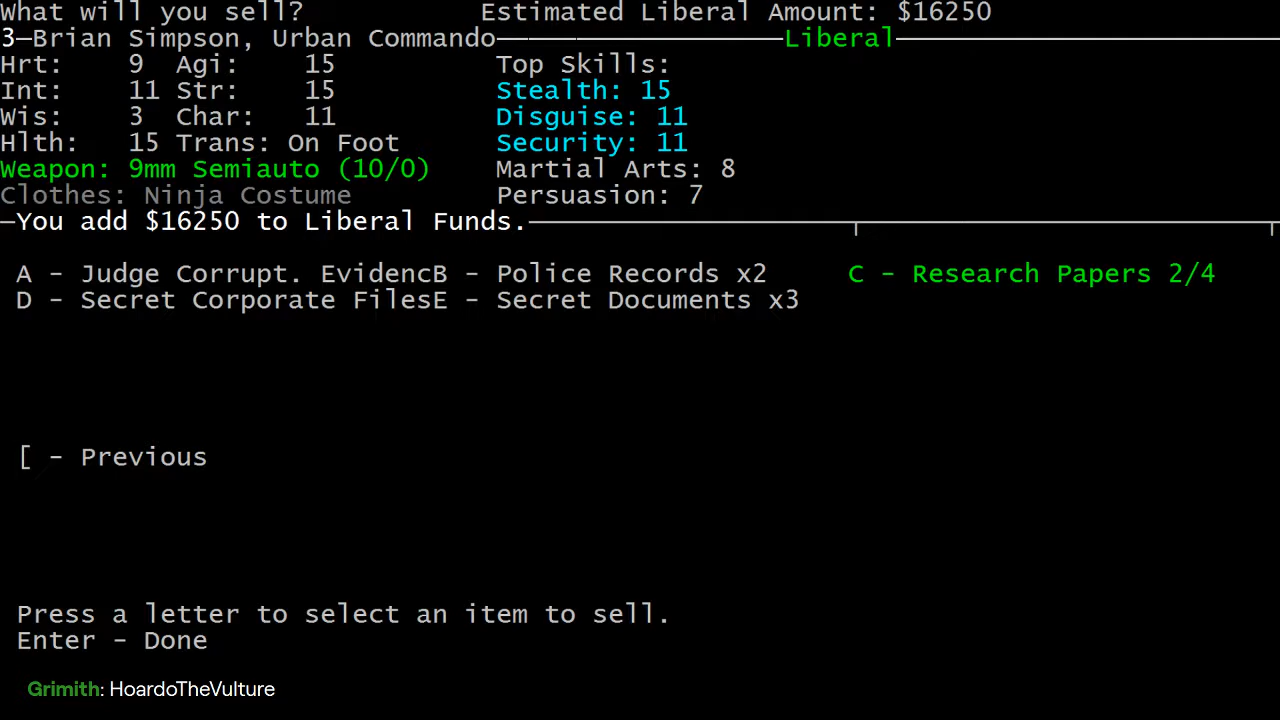 What will you sell? Estimated Liberal Amount: $16250
3—Brian Simpson, Urban Commando Liberal
Hrt: 9 Agi: 15 Top Skills:
Int: 11 Str: 15 Stealth: 15
Wis: 3 Char: 11 Disguise: 11
Hlth: 15 Trans: On Foot Security: 11
Weapon: 9mm Semiauto (10/0) Martial Arts: 8
Clothes: Ninja Costume Persuasion: 7
You add $16250 to Liberal Funds.
A - Judge Corrupt. EvidencB - Police Records x2 C - Research Papers 2/4
D - Secret Corporate FilesE - Secret Documents x3
[ - Previous
Press a letter to select an item to sell.
Enter - Done
Grimith: HoardoTheVulture